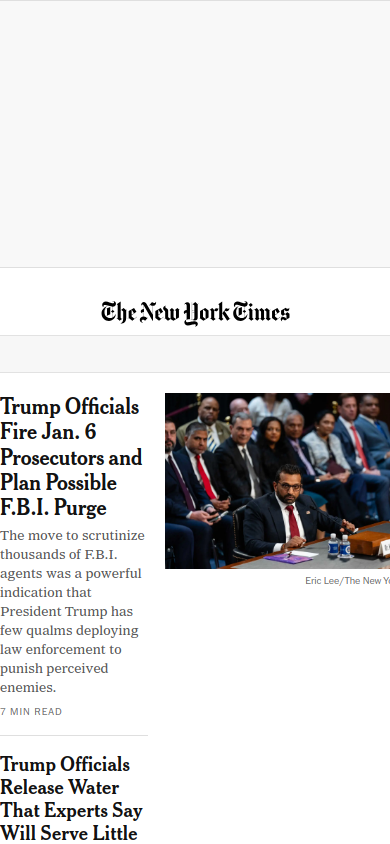 The New York Times
Trump Officials
Fire Jan. 6
Prosecutors and
Plan Possible
F.B.I. Purge
The move to scrutinize
thousands of F.B.I.
agents was a powerful
indication that
President Trump has
few qualms deploying
law enforcement to
punish perceived
enemies.
7 MIN READ
Eric Lee/The New Yo
Trump Officials
Release Water
That Experts Say
Will Serve Little